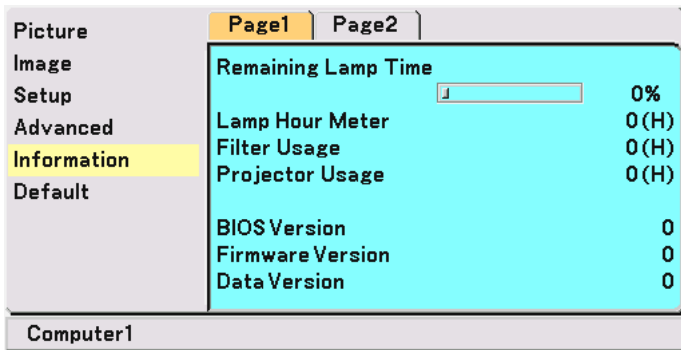 Picture
Image
Setup
Advanced
Information
Default
Page1 Page2
Remaining Lamp Time
0%
Lamp Hour Meter 0(H)
Filter Usage 0(H)
Projector Usage 0(H)
BIOS Version 0
Firmware Version 0
Data Version 0
Computer1